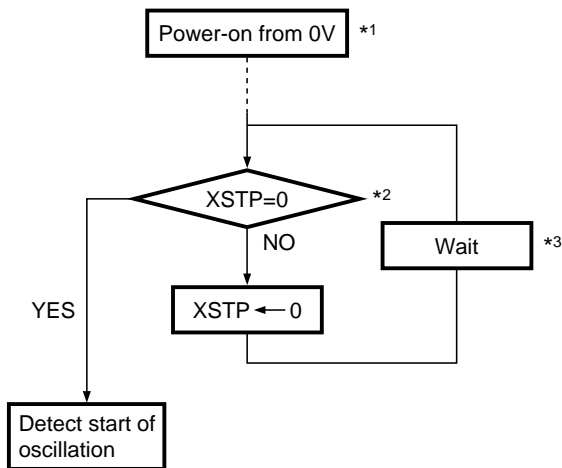 Power-on from 0V *1
XSTP=0 *2
NO
Wait *3
XSTP ← 0
YES
Detect start of
oscillation